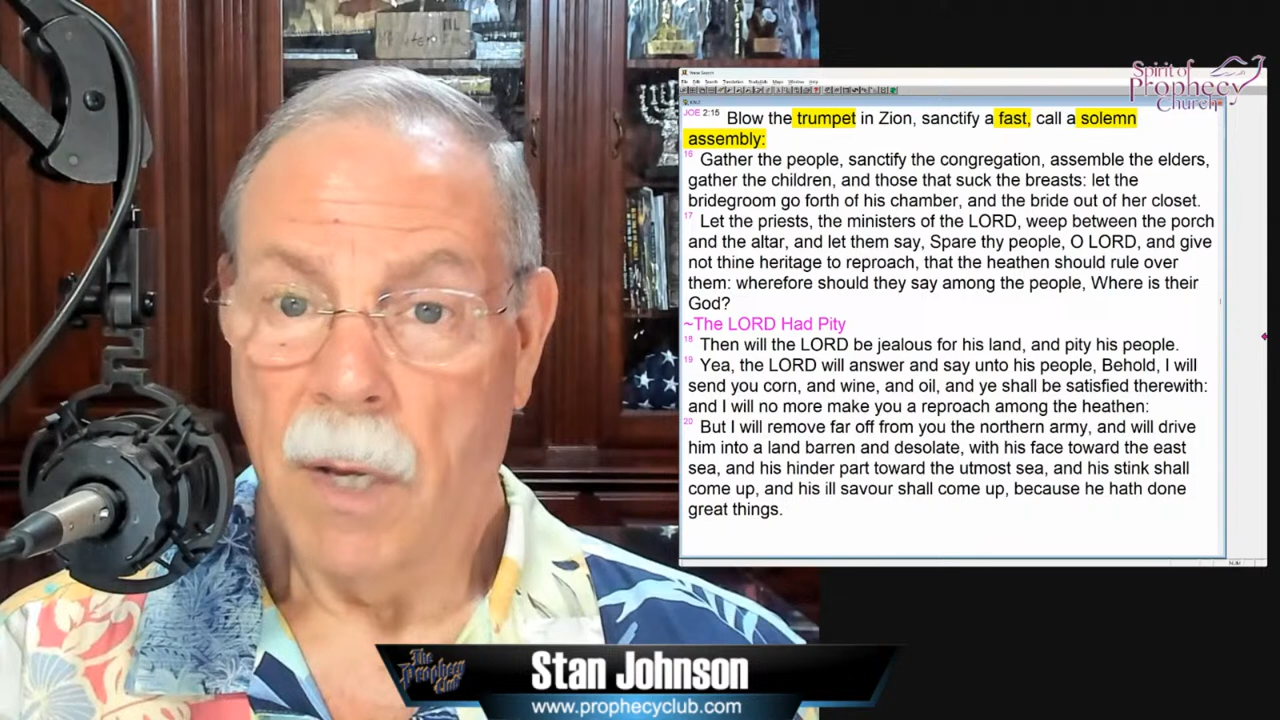 Spirit of
Prophecy
Church
JOE 2:15 Blow the trumpet in Zion, sanctify a fast, call a solemn
assembly:
16 Gather the people, sanctify the congregation, assemble the elders,
gather the children, and those that suck the breasts: let the
bridegroom go forth of his chamber, and the bride out of her closet.
17 Let the priests, the ministers of the LORD, weep between the porch
and the altar, and let them say, Spare thy people, O LORD, and give
not thine heritage to reproach, that the heathen should rule over
them: wherefore should they say among the people, Where is their
God?
~The LORD Had Pity
18 Then will the LORD be jealous for his land, and pity his people.
19 Yea, the LORD will answer and say unto his people, Behold, I will
send you corn, and wine, and oil, and ye shall be satisfied therewith:
and I will no more make you a reproach among the heathen:
20 But I will remove far off from you the northern army, and will drive
him into a land barren and desolate, with his face toward the east
sea, and his hinder part toward the utmost sea, and his stink shall
come up, and his ill savour shall come up, because he hath done
great things.
The
Prophecy
Club
Stan Johnson
www.prophecyclub.com